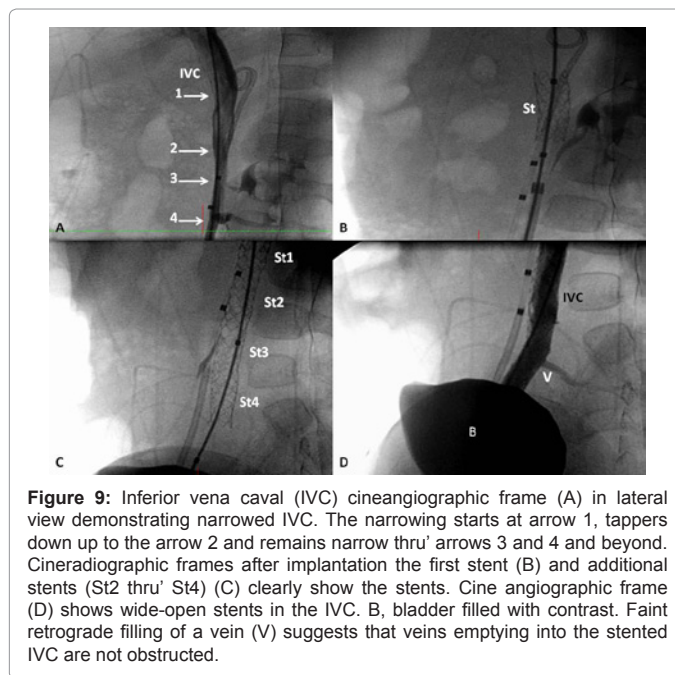 IVC
1
2
3
4
A
St
B
St1
St2
St3
St4
C
IVC
V
B
D
Figure 9: Inferior vena caval (IVC) cineangiographic frame (A) in lateral
view demonstrating narrowed IVC. The narrowing starts at arrow 1, tappers
down up to the arrow 2 and remains narrow thru’ arrows 3 and 4 and beyond.
Cineradiographic frames after implantation the first stent (B) and additional
stents (St2 thru’ St4) (C) clearly show the stents. Cine angiographic frame
(D) shows wide-open stents in the IVC. B, bladder filled with contrast. Faint
retrograde filling of a vein (V) suggests that veins emptying into the stented
IVC are not obstructed.